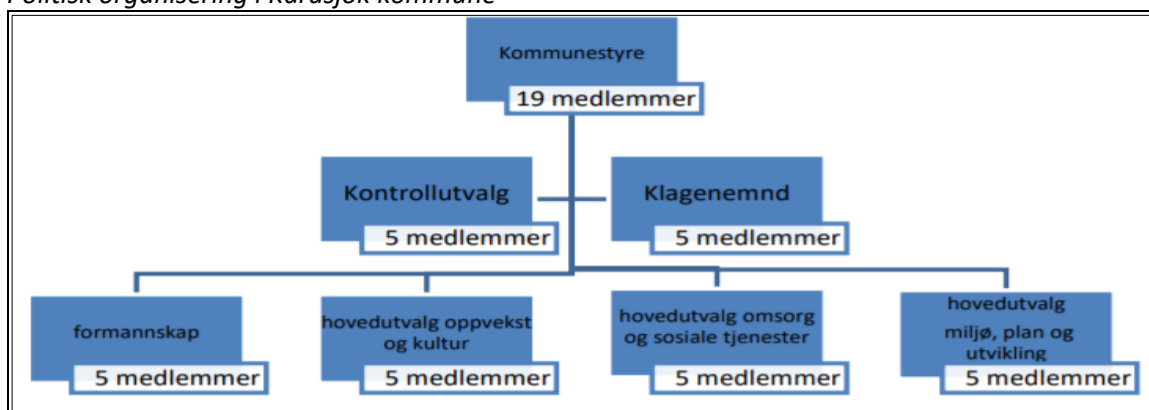 Politisk organisering i Karasjok kommune
Kommunestyre
19 medlemmer
Kontrollutvalg
5 medlemmer
Klagenemnd
5 medlemmer
formannskap
5 medlemmer
hovedutvalg oppvekst
og kultur
5 medlemmer
hovedutvalg omsorg
og sosiale tjenester
5 medlemmer
hovedutvalg
miljø, plan og
utvikling
5 medlemmer